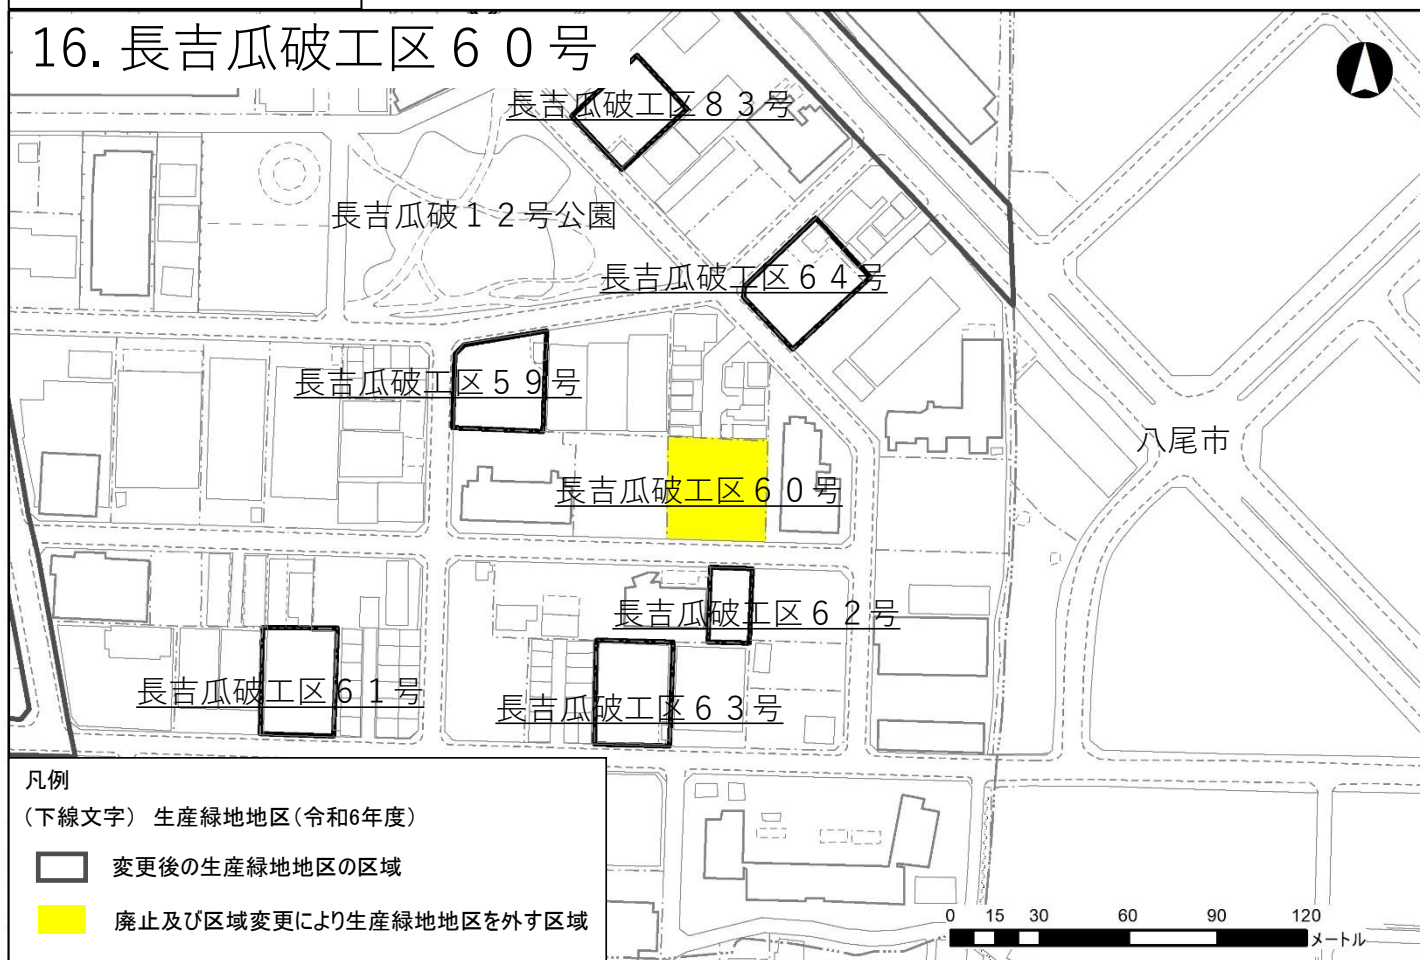 16. 長吉瓜破工区６０号
長吉瓜破工区８３号
長吉瓜破１２号公園
長吉瓜破工区６４号
長吉瓜破工区５９号
八尾市
長吉瓜破工区６０号
長吉瓜破工区６２号
長吉瓜破工区６１号
長吉瓜破工区６３号
凡例
（下線文字） 生産緑地地区（令和6年度）
変更後の生産緑地地区の区域
廃止及び区域変更により生産緑地地区を外す区域
0 15 30 60 90 120
メートル